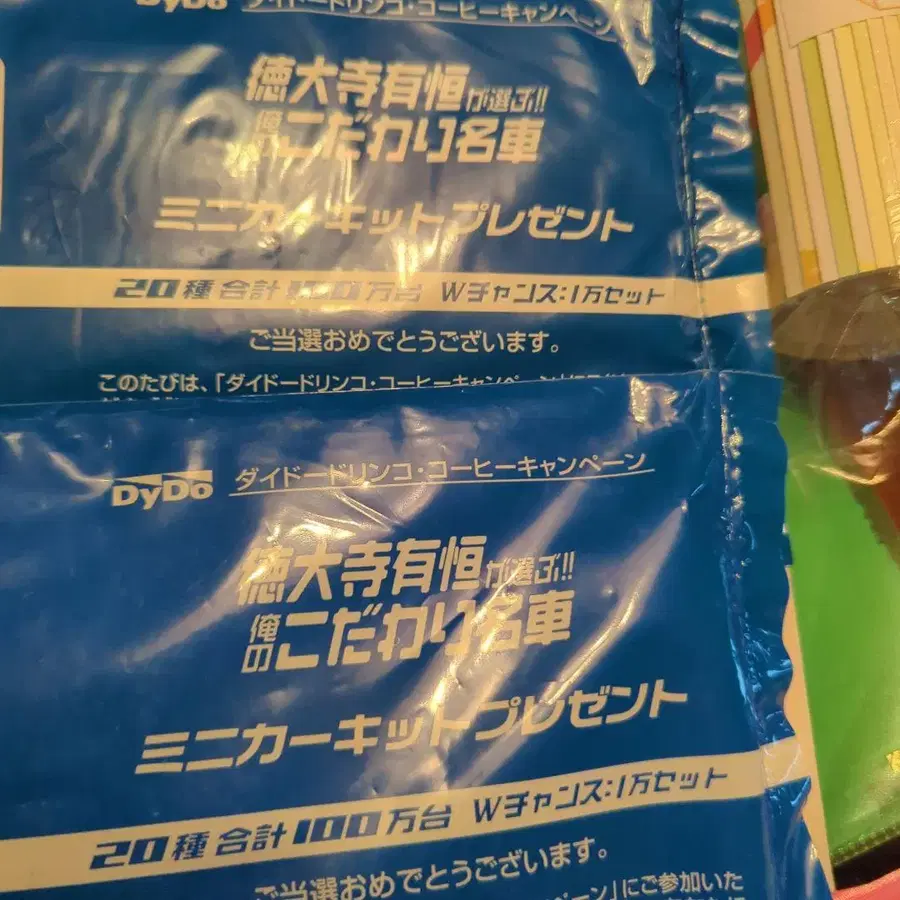 DyDo ダイドードリンコ・コーヒーキャンペーン
徳大寺有恒が選ぶ!!
俺のこだわり名車
ミニカーキットプレゼント
20種 合計100万台 Wチャンス:1万セット
ご当選おめでとうございます。
このたびは、「ダイドードリンコ・コーヒーキャンペーン
DyDo ダイドードリンコ・コーヒーキャンペーン
徳大寺有恒が選ぶ!!
俺のこだわり名車
ミニカーキットプレゼント
20種 合計100万台 Wチャンス:1万セット
ご当選おめでとうございます。
ペーン」にご参加いた